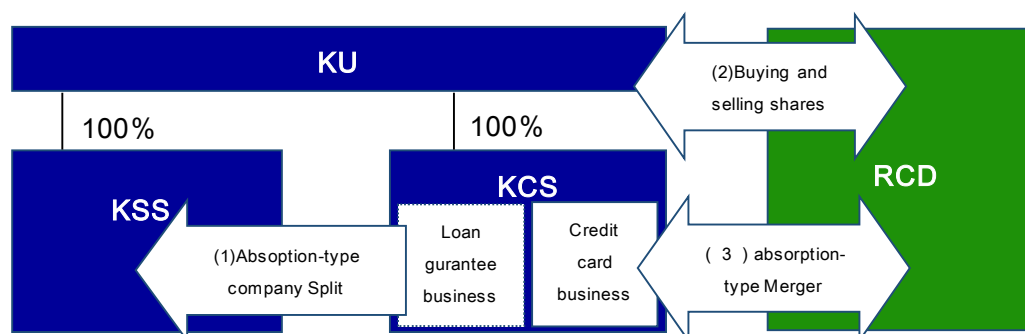 KU
(2)Buying and
selling shares
100%
100%
RCD
KSS
KCS
(1)Absoption-type
company Split
Loan
gurantee
business
Credit
card
business
( 3 ) absorption-
type Merger